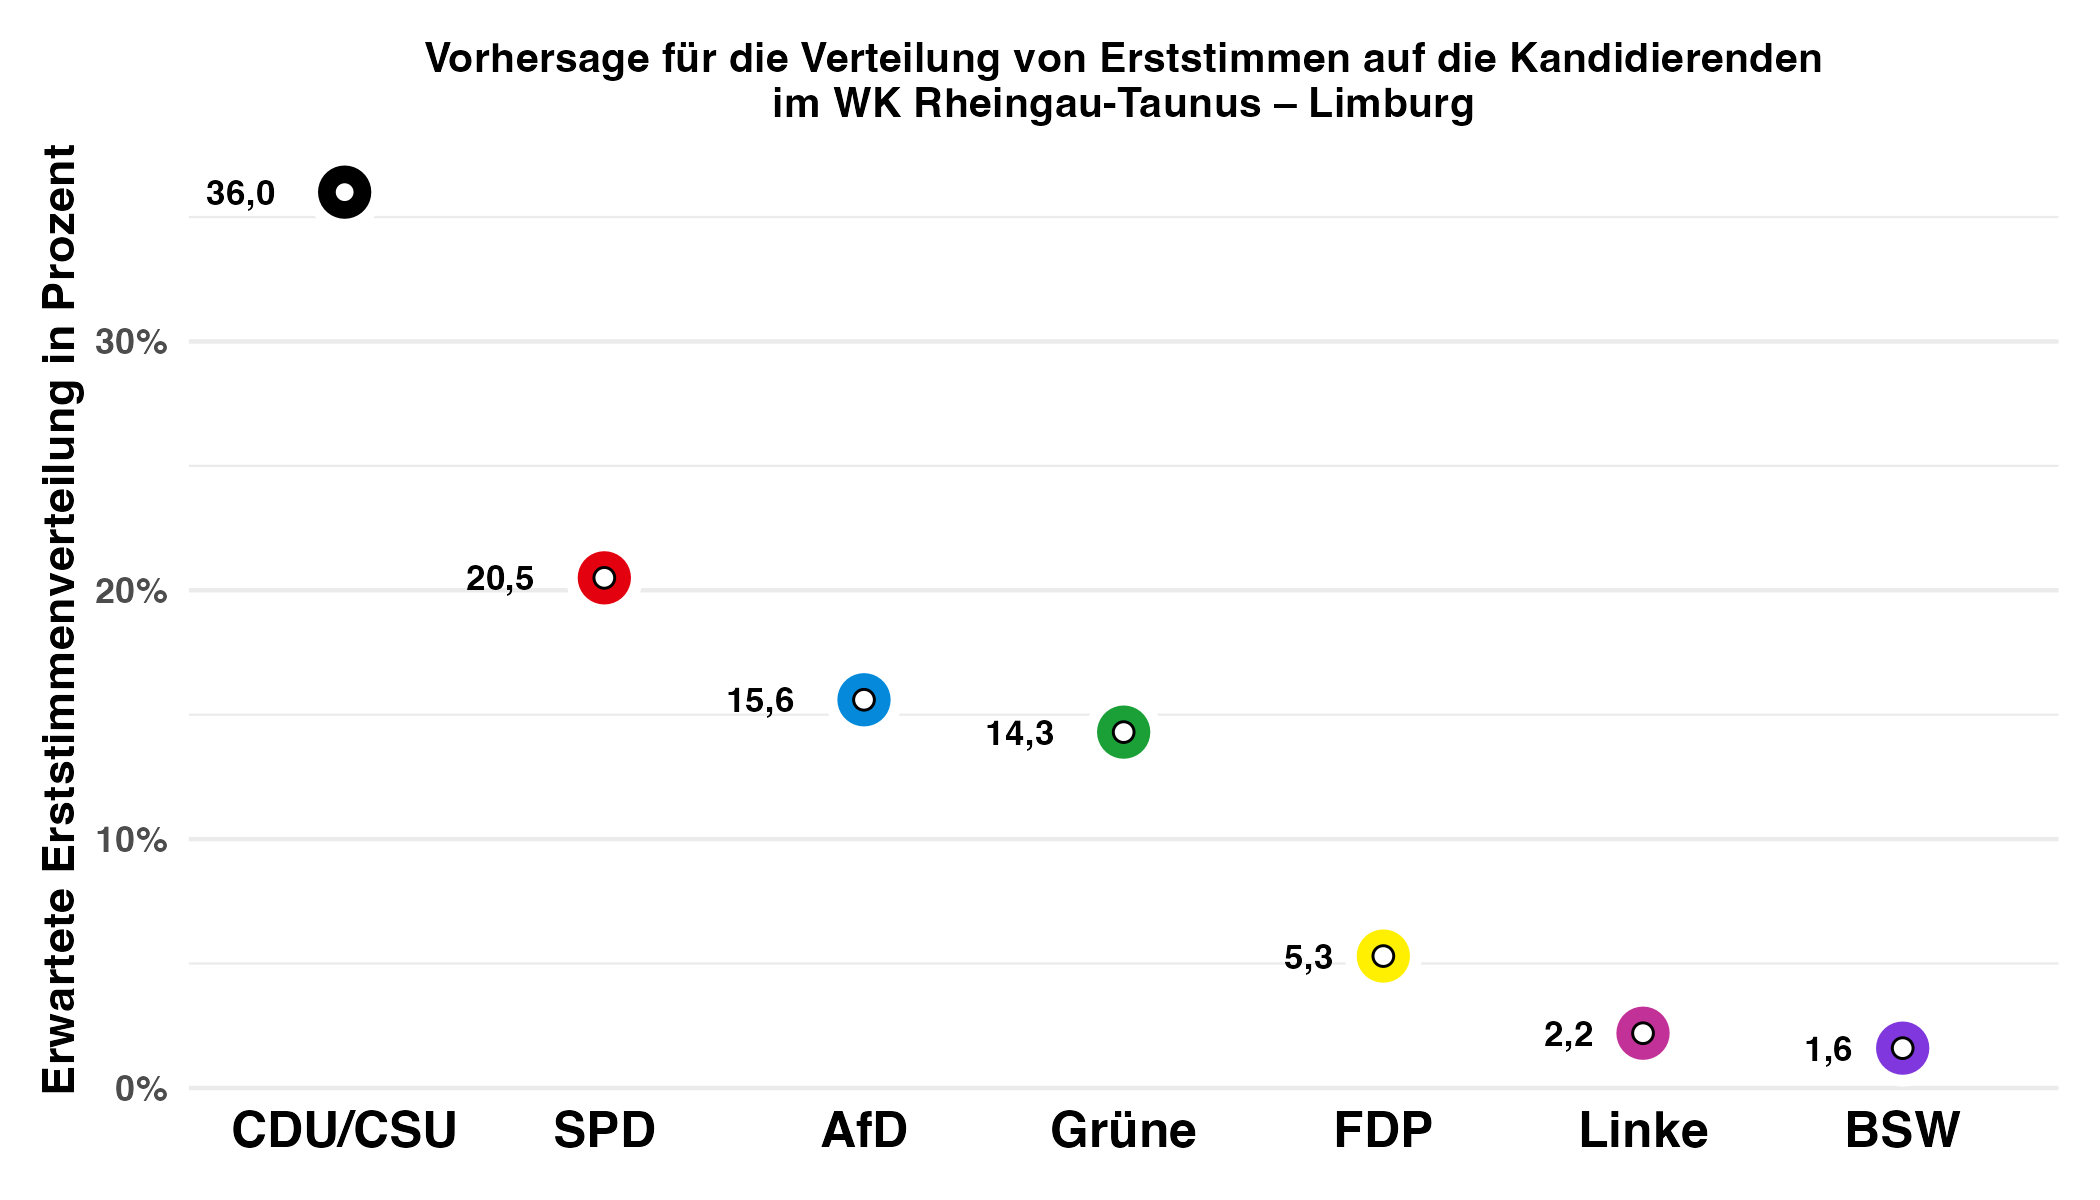 Vorhersage für die Verteilung von Erststimmen auf die Kandidierenden
im WK Rheingau-Taunus – Limburg
Erwartete Erststimmenverteilung in Prozent
30%
20%
10%
0%
36,0
20,5
15,6
14,3
5,3
2,2
1,6
CDU/CSU
SPD
AfD
Grüne
FDP
Linke
BSW